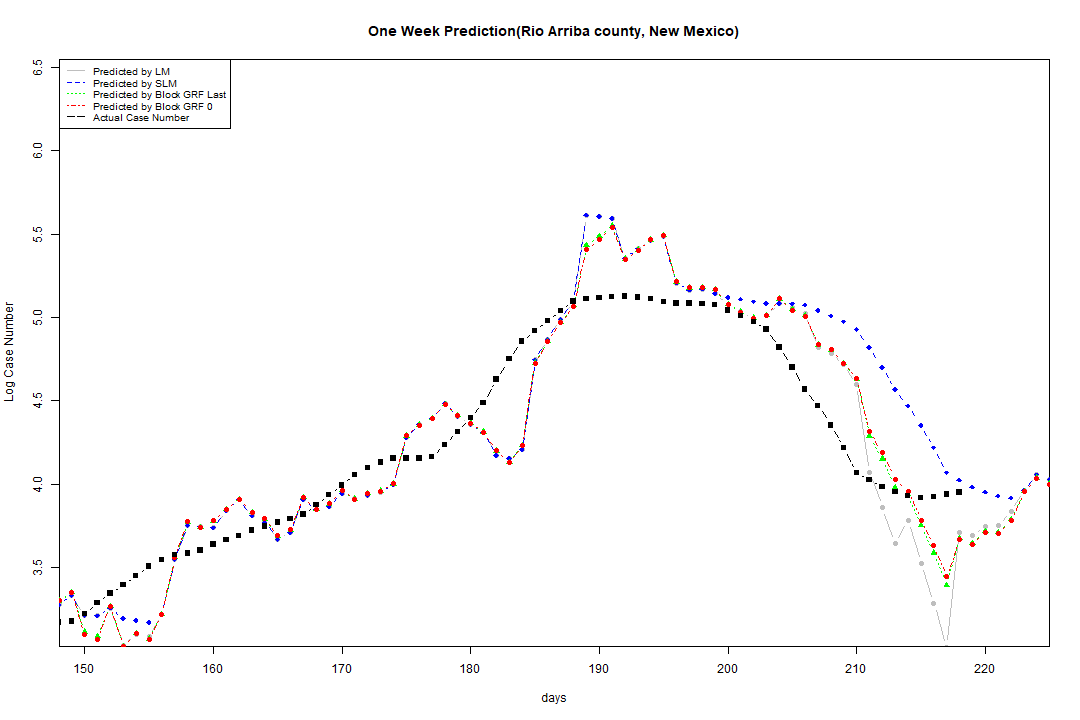 One Week Prediction(Rio Arriba county, New Mexico)
Predicted by LM
Predicted by SLM
Predicted by Block GRF Last
Predicted by Block GRF 0
Actual Case Number
6.5
6.0
5.5
5.0
4.5
4.0
3.5
Log Case Number
150 160 170 180 190 200 210 220
days